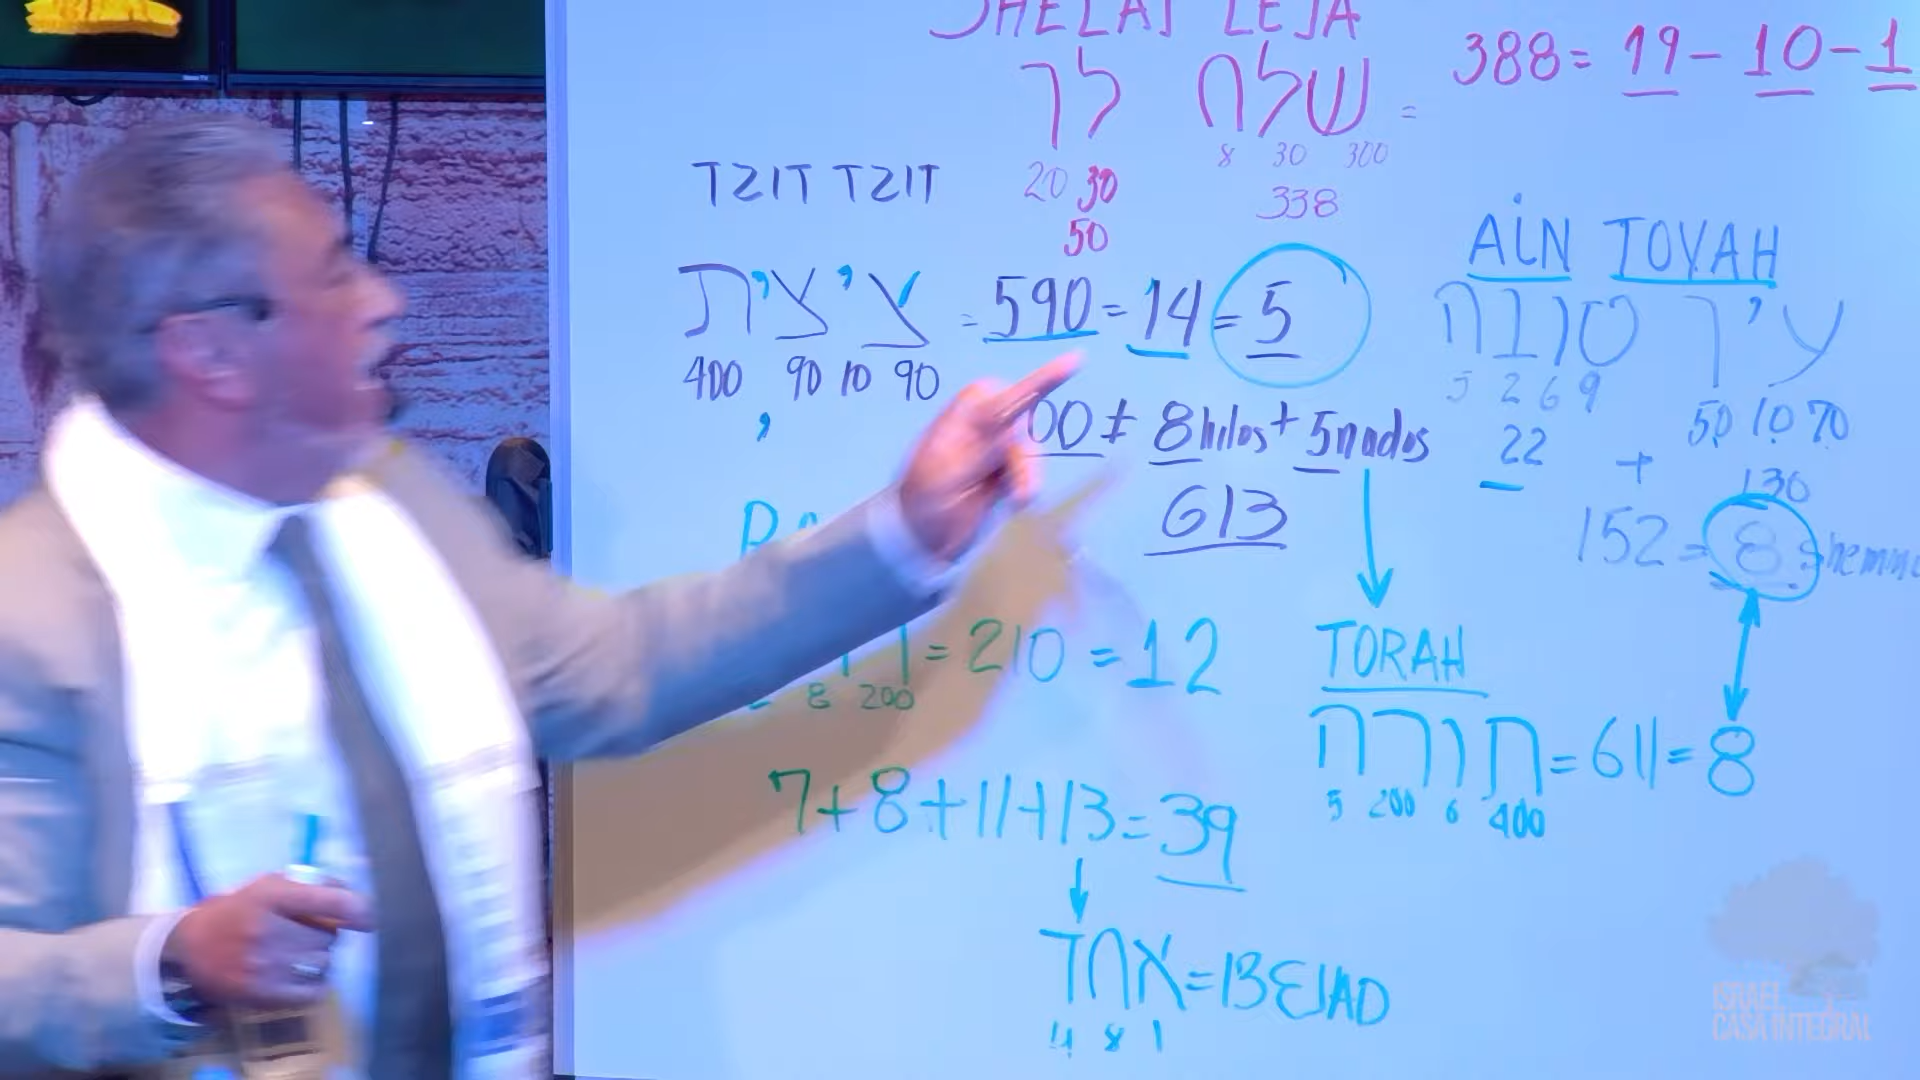 SHELAJ LEJA
388 = 19 - 10 - 1
שלח לך =
20 30
8 30 300
50
338
TZIT TZIT
ציצית = 590 = 14 = 5
400 90 10 90
8 hilos + 5 nudos
613
AIN TOVAH
עין טובה
5 2 6 9
50 10 70
22 +
130
152 = 8
= 210 = 12
8 200
7 + 8 + 11 + 13 = 39
TORAH
תורה = 611 = 8
5 200 6 400
אחד = 13 EJAD
4 8 1
ISRAEL
CASA INTEGRAL